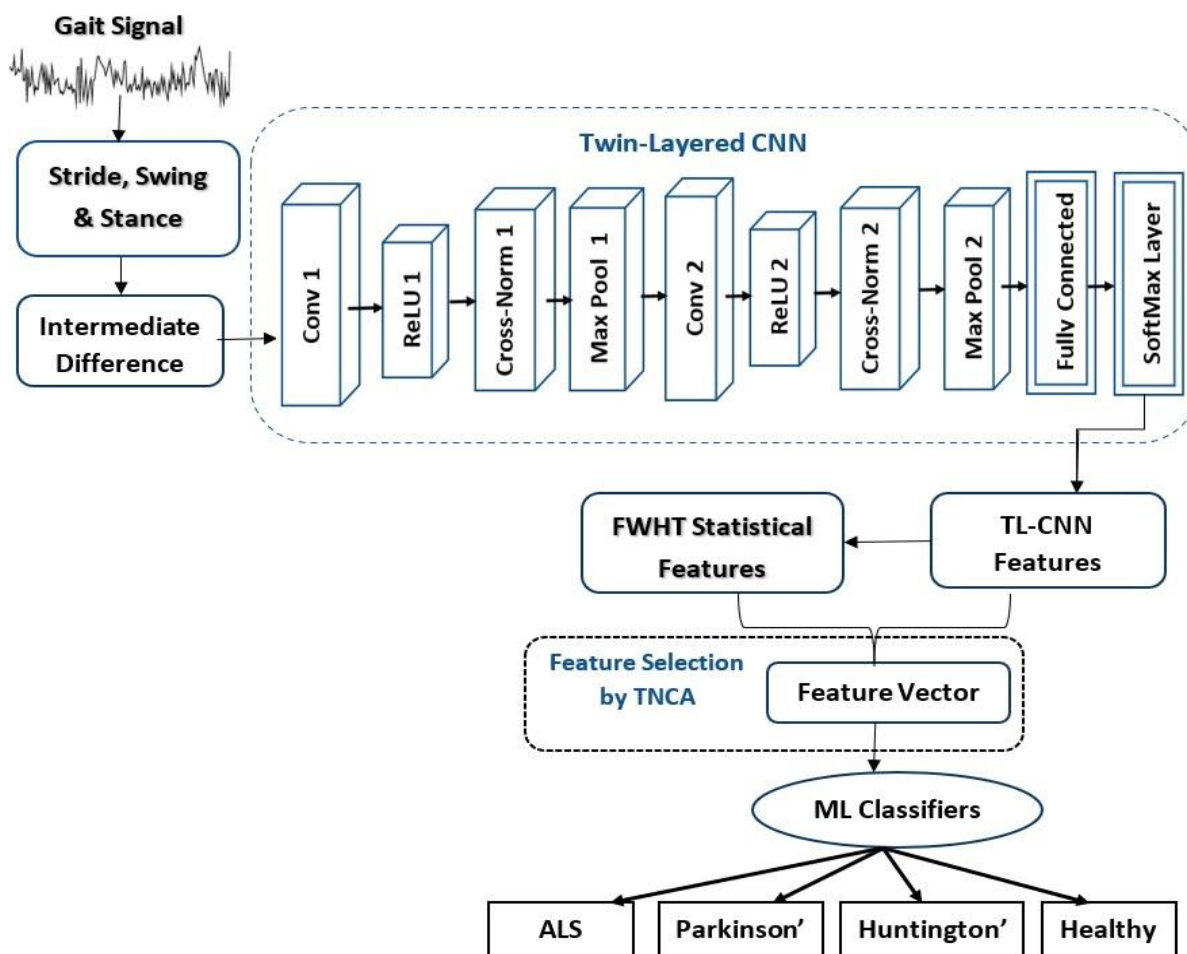 Gait Signal
Stride, Swing
& Stance
Intermediate
Difference
Twin-Layered CNN
Conv 1
ReLU 1
Cross-Norm 1
Max Pool 1
Conv 2
ReLU 2
Cross-Norm 2
Max Pool 2
Fully Connected
SoftMax Layer
FWHT Statistical
Features
TL-CNN
Features
Feature Selection
by TNCA
Feature Vector
ML Classifiers
ALS
Parkinson’
Huntington’
Healthy